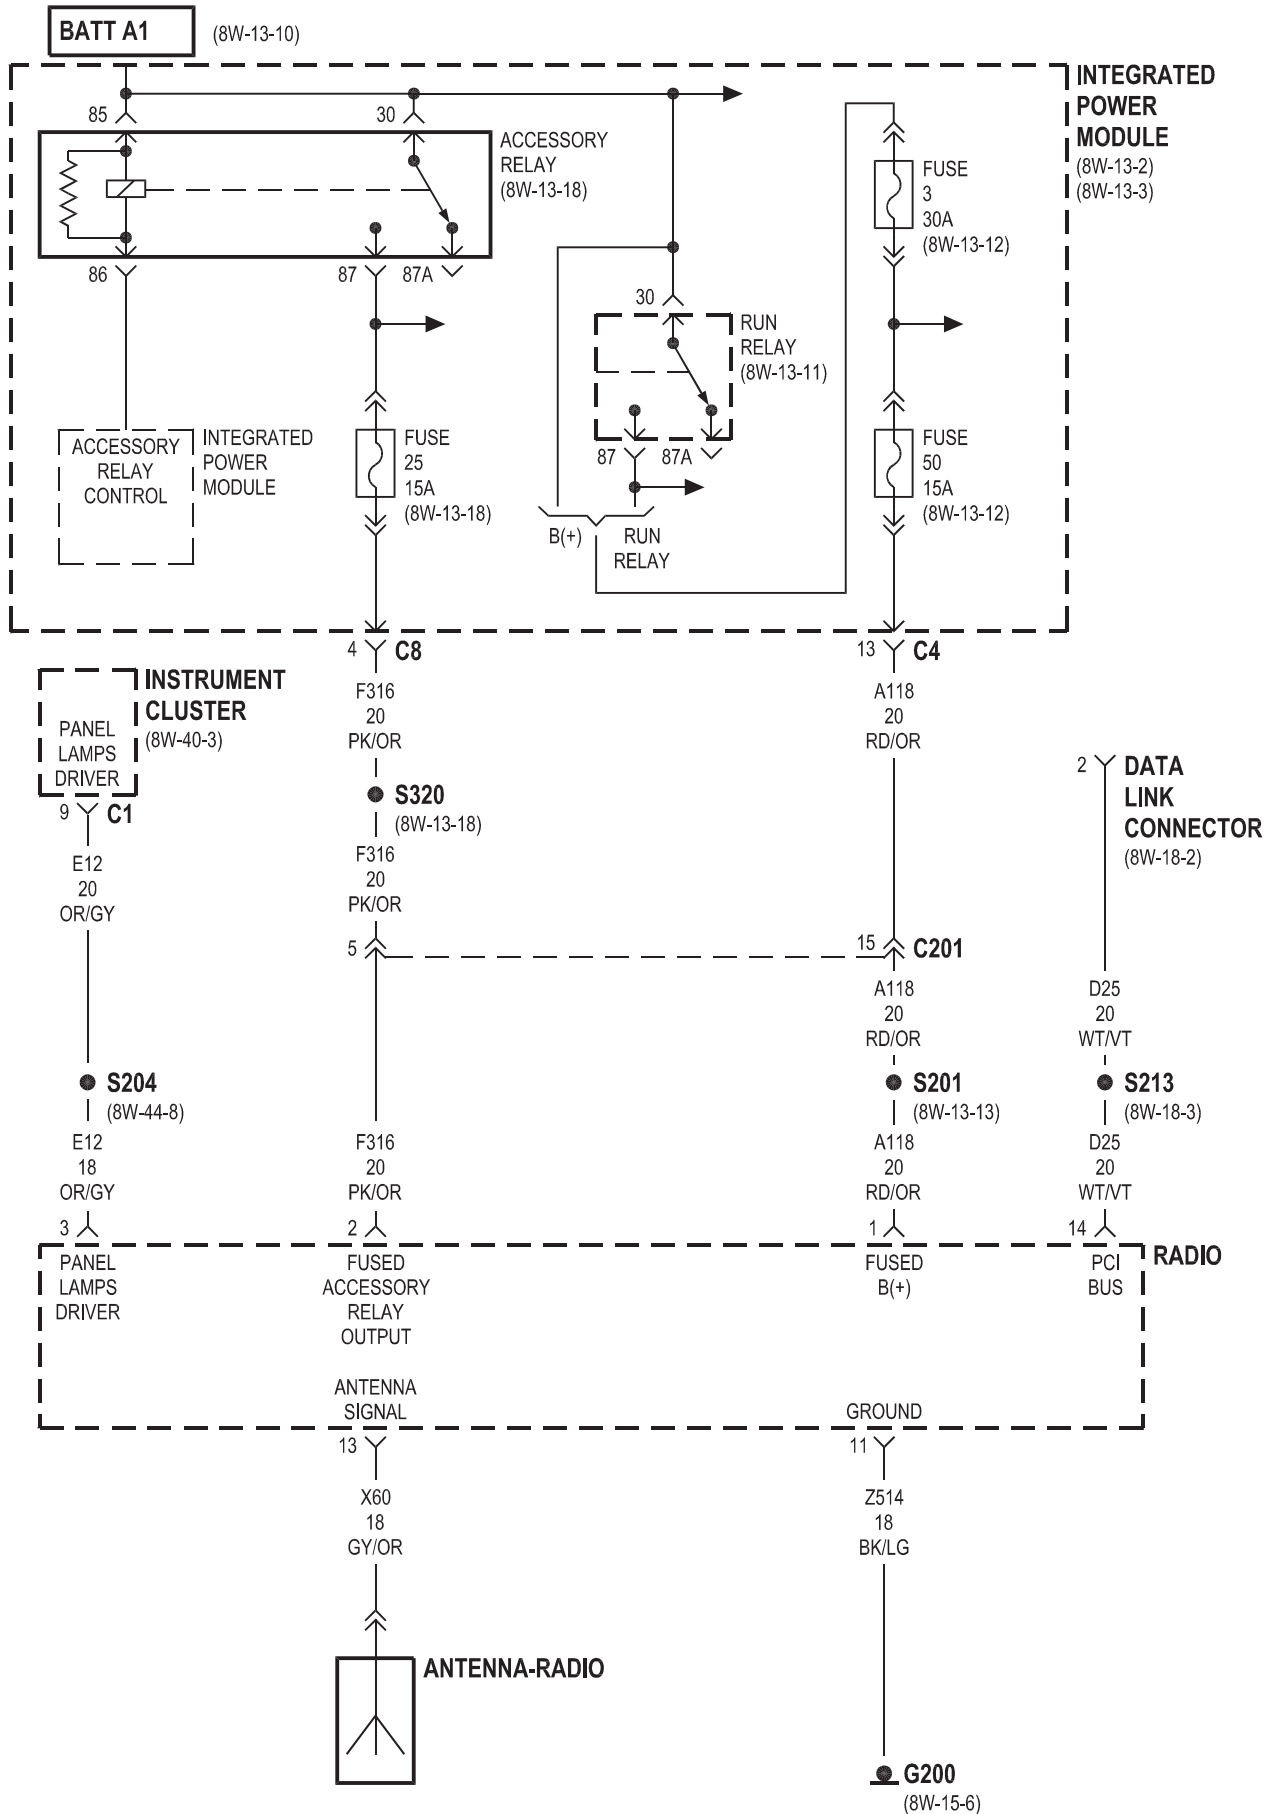 BATT A1
(8W-13-10)
INTEGRATED
POWER
MODULE
(8W-13-2)
(8W-13-3)
85
30
ACCESSORY
RELAY
(8W-13-18)
FUSE
3
30A
(8W-13-12)
86
87
87A
30
RUN
RELAY
(8W-13-11)
ACCESSORY
RELAY
CONTROL
INTEGRATED
POWER
MODULE
FUSE
25
15A
(8W-13-18)
87
87A
B(+)
RUN
RELAY
FUSE
50
15A
(8W-13-12)
4
C8
13
C4
INSTRUMENT
CLUSTER
(8W-40-3)
PANEL
LAMPS
DRIVER
9
C1
F316
20
PK/OR
A118
20
RD/OR
2
DATA
LINK
CONNECTOR
(8W-18-2)
S320
(8W-13-18)
E12
20
OR/GY
F316
20
PK/OR
5
15
C201
A118
20
RD/OR
D25
20
WT/VT
S204
(8W-44-8)
S201
(8W-13-13)
S213
(8W-18-3)
E12
18
OR/GY
F316
20
PK/OR
A118
20
RD/OR
D25
20
WT/VT
3
2
1
14
RADIO
PANEL
LAMPS
DRIVER
FUSED
ACCESSORY
RELAY
OUTPUT
FUSED
B(+)
PCI
BUS
ANTENNA
SIGNAL
GROUND
13
11
X60
18
GY/OR
Z514
18
BK/LG
ANTENNA-RADIO
G200
(8W-15-6)